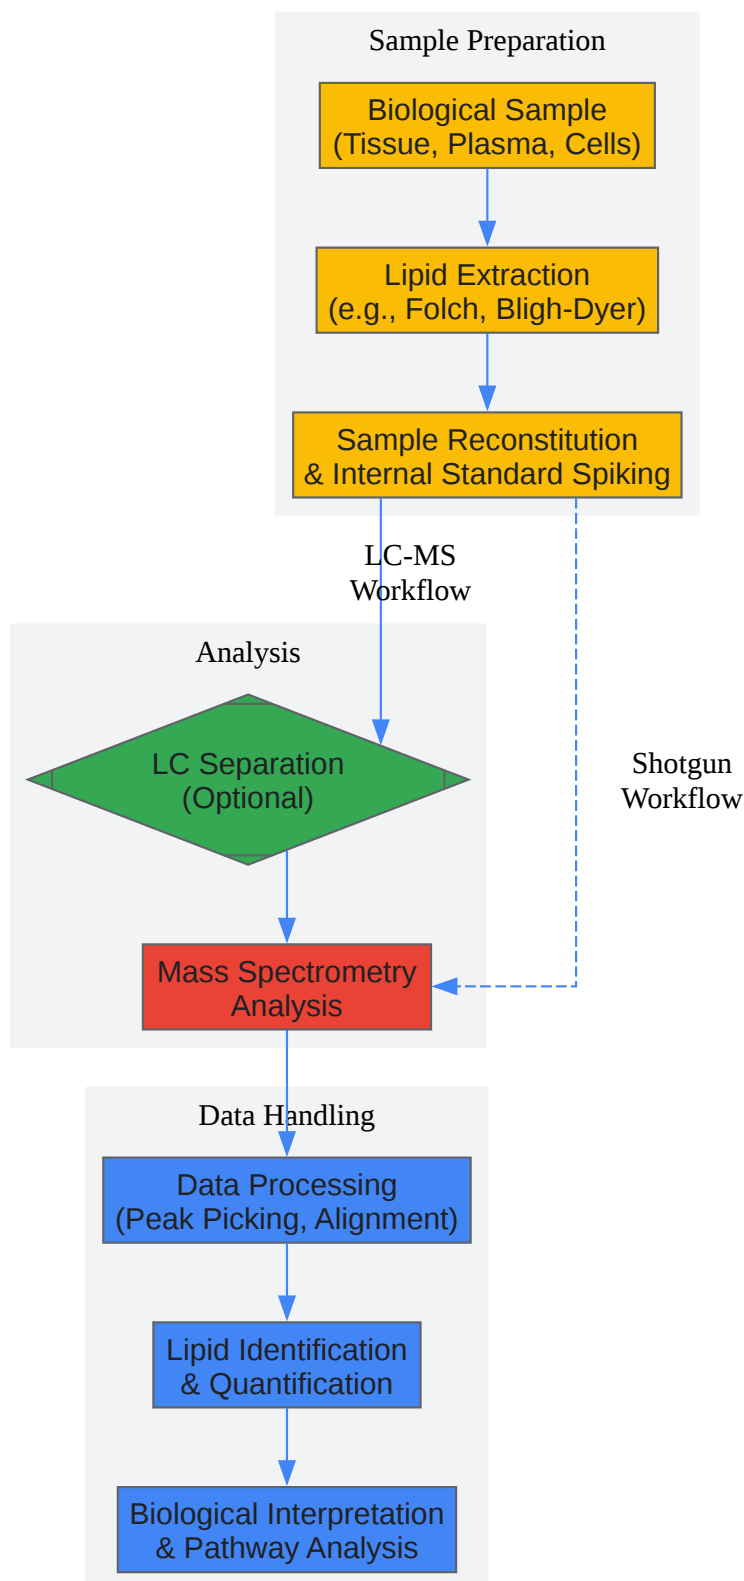 Sample Preparation
Biological Sample
(Tissue, Plasma, Cells)
Lipid Extraction
(e.g., Folch, Bligh-Dyer)
Sample Reconstitution
& Internal Standard Spiking
LC-MS
Workflow
Analysis
LC Separation
(Optional)
Shotgun
Workflow
Mass Spectrometry
Analysis
Data Handling
Data Processing
(Peak Picking, Alignment)
Lipid Identification
& Quantification
Biological Interpretation
& Pathway Analysis